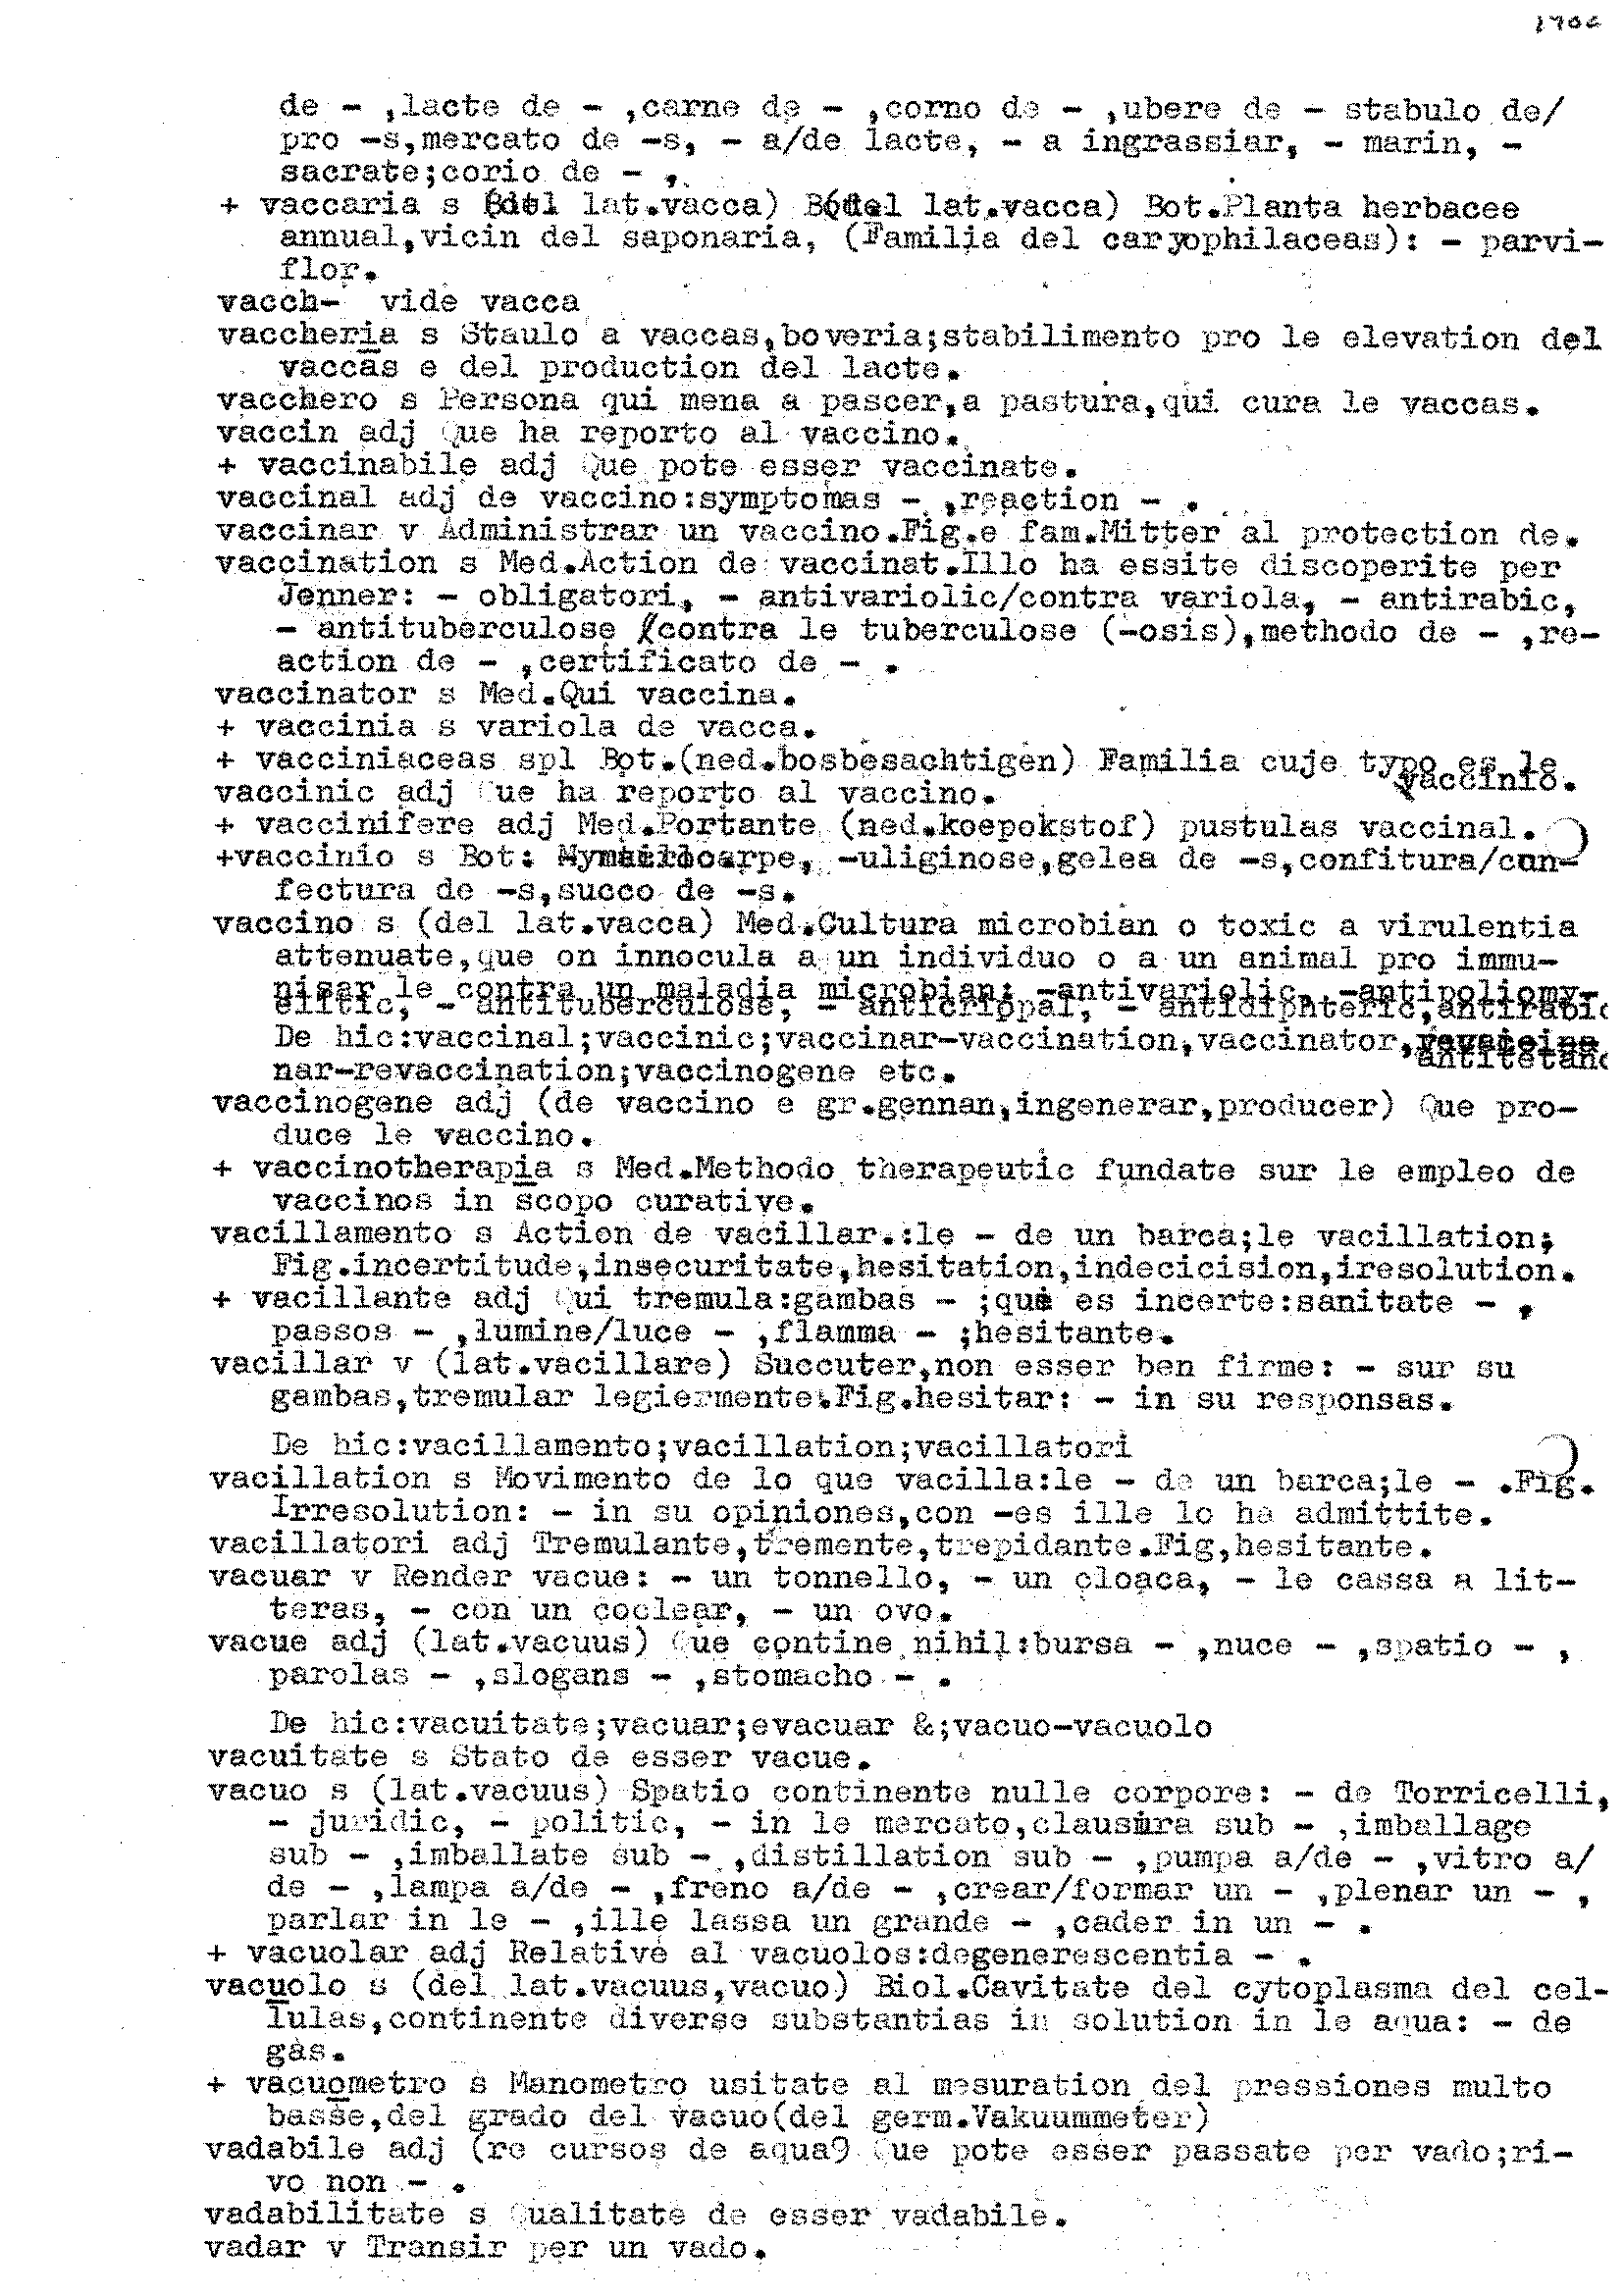 de - ,lacte de - ,carne de - ,corno de - ,ubere de - stabulo de/
pro -s,mercato de -s, - a/de lacte, - a ingrassiar, - marin, -
sacrate;corio de - ,
+ vaccaria s (del lat.vacca) Bot.Planta herbacee
annual,vicin del saponaria, (Familia del caryophilaceas): - parvi-
flor.
vacch- vide vacca
vaccheria s Staulo a vaccas,boveria;stabilimento pro le elevation del
vaccas e del production del lacte.
vacchero s Persona qui mena a pascer,a pastura,qui cura le vaccas.
vaccin adj Que ha reporto al vaccino.
+ vaccinabile adj Que pote esser vaccinate.
vaccinal adj de vaccino:symptomas - ,reaction - .
vaccinar v Administrar un vaccino.Fig.e fam.Mitter al protection de.
vaccination s Med.Action de vaccinat.Illo ha essite discoperite per
Jenner: - obligatori, - antivariolic/contra variola, - antirabic,
- antituberculose /contra le tuberculose (-osis),methodo de - ,re-
action de - ,certificato de - .
vaccinator s Med.Qui vaccina.
+ vaccinia s variola de vacca.
+ vacciniaceas spl Bot.(ned.bosbesachtigen) Familia cuje typo es le
vaccinio.
vaccinic adj Que ha reporto al vaccino.
+ vaccinifere adj Med.Portante (ned.koepokstof) pustulas vaccinal.
+vaccinio s Bot: -uliginose,gelea de -s,confitura/con-
fectura de -s,succo de -s.
vaccino s (del lat.vacca) Med.Cultura microbian o toxic a virulentia
attenuate,que on innocula a un individuo o a un animal pro immu-
nisar le contra un maladia microbian: -antivariolic, -antipoliomy-
elitic, - antituberculose, - anticrippal, - antidiphteric,antirabic
De hic:vaccinal;vaccinic;vaccinar-vaccination,vaccinator,revaccina
antitetano
nar-revaccination;vaccinogene etc.
vaccinogene adj (de vaccino e gr.gennan,ingenerar,producer) Que pro-
duce le vaccino.
+ vaccinotherapia s Med.Methodo therapeutic fundate sur le empleo de
vaccinos in scopo curative.
vacillamento s Action de vacillar.:le - de un barca;le vacillation;
Fig.incertitude,insecuritate,hesitation,indecicision,iresolution.
+ vacillante adj Qui tremula:gambas - ;que es incerte:sanitate - ,
passos - ,lumine/luce - ,flamma - ;hesitante.
vacillar v (lat.vacillare) Succuter,non esser ben firme: - sur su
gambas,tremular legiermente.Fig.hesitar: - in su responsas.
De hic:vacillamento;vacillation;vacillatori
vacillation s Movimento de lo que vacilla:le - de un barca;le - .Fig.
Irresolution: - in su opiniones,con -es ille lo ha admittite.
vacillatori adj Tremulante,tremente,trepidante.Fig,hesitante.
vacuar v Render vacue: - un tonnello, - un cloaca, - le cassa a lit-
teras, - con un coclear, - un ovo.
vacue adj (lat.vacuus) Que contine nihil:bursa - ,nuce - ,spatio - ,
parolas - ,slogans - ,stomacho - .
De hic:vacuitate;vacuar;evacuar &;vacuo-vacuolo
vacuitate s Stato de esser vacue.
vacuo s (lat.vacuus) Spatio continente nulle corpore: - de Torricelli,
- juridic, - politic, - in le mercato,clausura sub - ,imballage
sub - ,imballate sub - ,distillation sub - ,pumpa a/de - ,vitro a/
de - ,lampa a/de - ,freno a/de - ,crear/formar un - ,plenar un - ,
parlar in le - ,ille lassa un grande - ,cader in un - .
+ vacuolar adj Relative al vacuolos:degenerescentia - .
vacuolo s (del lat.vacuus,vacuo) Biol.Cavitate del cytoplasma del cel-
lulas,continente diverse substantias in solution in le aqua: - de
gas.
+ vacuometro s Manometro usitate al mesuration del pressiones multo
basse,del grado del vacuo(del germ.Vakuummeter)
vadabile adj (re cursos de aqua9 Que pote esser passate per vado;ri-
vo non - .
vadabilitate s Qualitate de esser vadabile.
vadar v Transir per un vado.